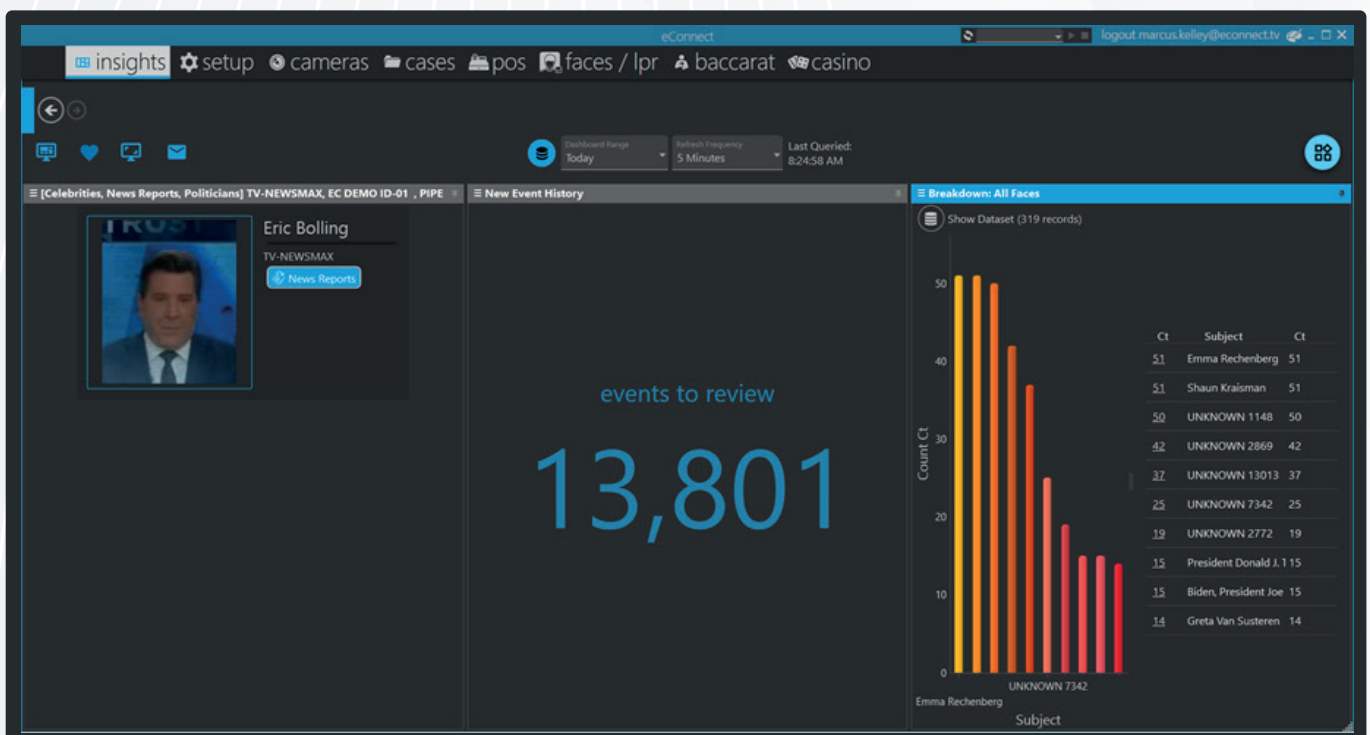 eConnect
logout marcus.kelley@econnect.tv
insights setup cameras cases pos faces / lpr baccarat casino
Dashboard Range
Today
Refresh Frequency
5 Minutes
Last Queried:
8:24:58 AM
[Celebrities, News Reports, Politicians] TV-NEWSMAX, EC DEMO ID-01 , PIPE
TRUST
Eric Bolling
TV-NEWSMAX
News Reports
New Event History
events to review
13,801
Breakdown: All Faces
Show Dataset (319 records)
Count Ct
50
40
30
20
10
0
UNKNOWN 7342
Emma Rechenberg
Subject
Ct Subject Ct
51 Emma Rechenberg 51
51 Shaun Kraisman 51
50 UNKNOWN 1148 50
42 UNKNOWN 2869 42
37 UNKNOWN 13013 37
25 UNKNOWN 7342 25
19 UNKNOWN 2772 19
15 President Donald J. 15
15 Biden, President Joe 15
14 Greta Van Susteren 14